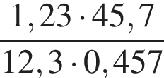 1,23 · 45,7
12,3 · 0,457